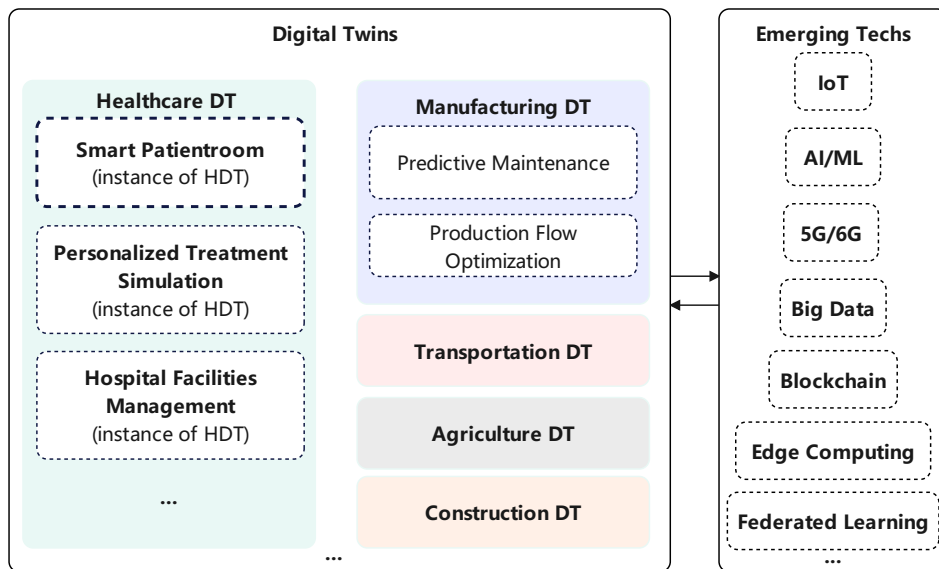 Digital Twins
Healthcare DT
Smart Patientroom
(instance of HDT)
Personalized Treatment
Simulation
(instance of HDT)
Hospital Facilities
Management
(instance of HDT)
...
Manufacturing DT
Predictive Maintenance
Production Flow
Optimization
Transportation DT
Agriculture DT
Construction DT
...
Emerging Techs
IoT
AI/ML
5G/6G
Big Data
Blockchain
Edge Computing
Federated Learning
...